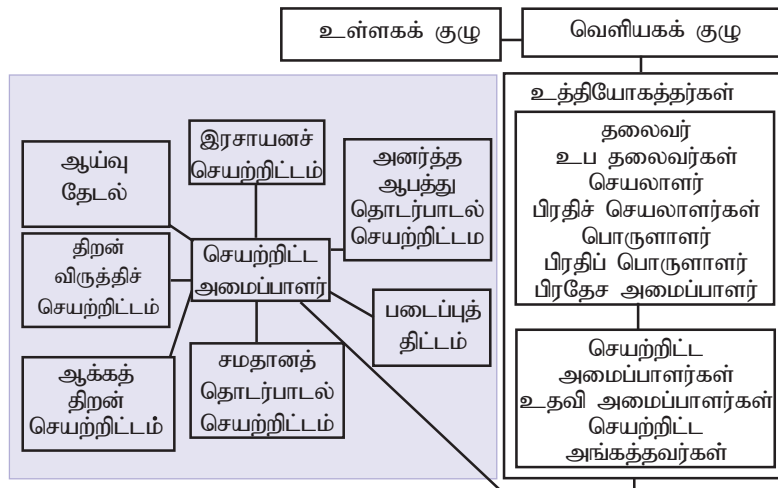 உள்ளகக் குழு
வெளியகக் குழு
உத்தியோகத்தர்கள்
தலைவர்
உப தலைவர்கள்
செயலாளர்
பிரதிச் செயலாளர்கள்
பொருளாளர்
பிரதிப் பொருளாளர்
பிரதேச அமைப்பாளர்
செயற்றிட்ட
அமைப்பாளர்கள்
உதவி அமைப்பாளர்கள்
செயற்றிட்ட
அங்கத்தவர்கள்
ஆய்வு
தேடல்
இரசாயனச்
செயற்றிட்டம்
அனர்த்த
ஆபத்து
தொடர்பாடல்
செயற்றிட்டம
திறன்
விருத்திச்
செயற்றிட்டம்
செயற்றிட்ட
அமைப்பாளர்
படைப்புத்
திட்டம்
ஆக்கத்
திறன்
செயற்றிட்டம்
சமதானத்
தொடர்பாடல்
செயற்றிட்டம்